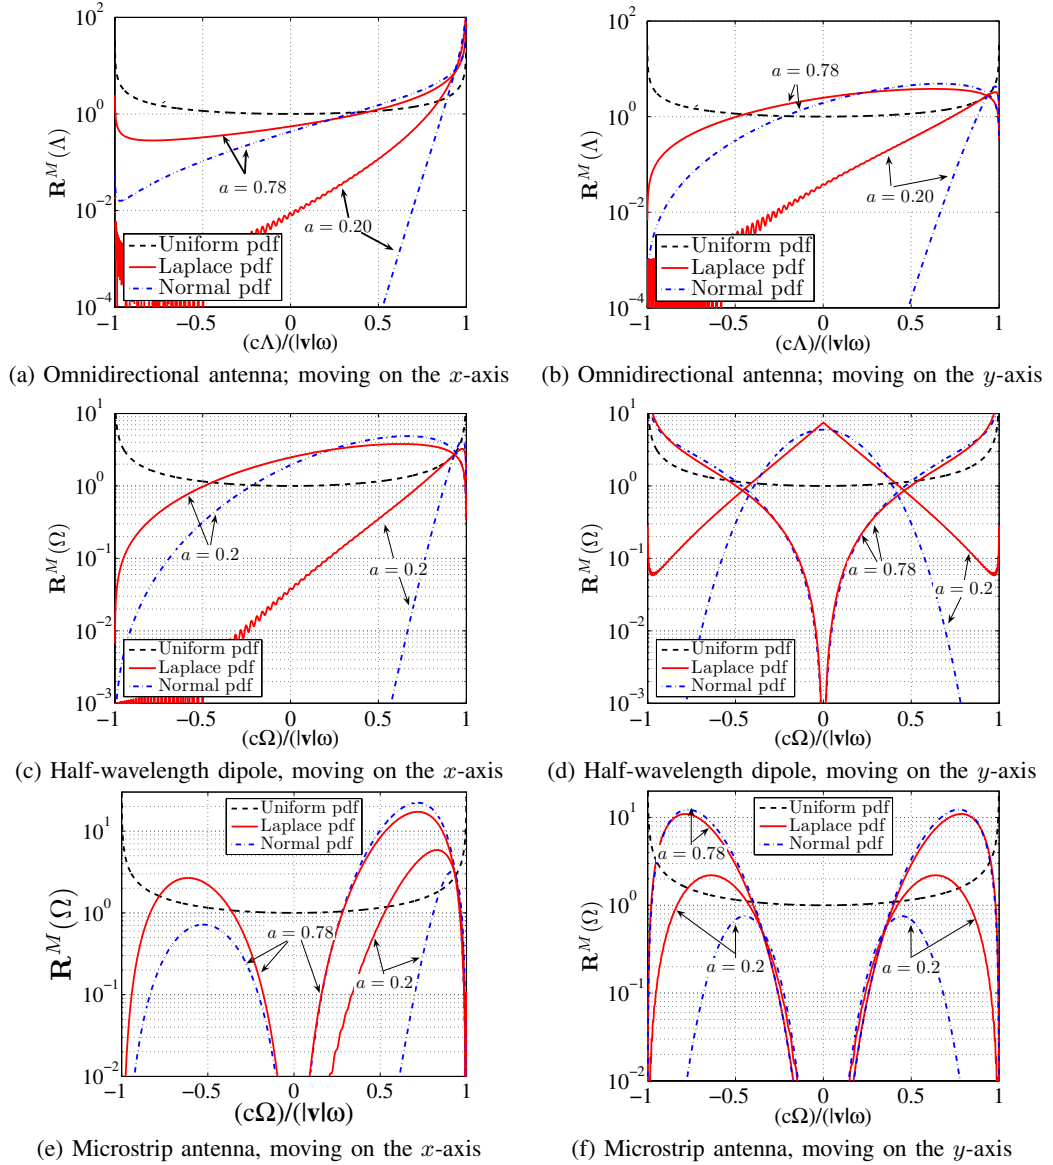 10^2
10^0
10^-2
10^-4
R^M(Λ)
a = 0.78
a = 0.20
Uniform pdf
Laplace pdf
Normal pdf
−1 −0.5 0 0.5 1
(cΛ)/(|v|ω)
(a) Omnidirectional antenna; moving on the x-axis
10^2
10^0
10^-2
10^-4
R^M(Λ)
a = 0.78
a = 0.20
Uniform pdf
Laplace pdf
Normal pdf
−1 −0.5 0 0.5 1
(cΛ)/(|v|ω)
(b) Omnidirectional antenna; moving on the y-axis
10^1
10^0
10^-1
10^-2
10^-3
R^M(Ω)
a = 0.2
a = 0.2
Uniform pdf
Laplace pdf
Normal pdf
−1 −0.5 0 0.5 1
(cΩ)/(|v|ω)
(c) Half-wavelength dipole, moving on the x-axis
10^1
10^0
10^-1
10^-2
10^-3
R^M(Ω)
a = 0.78
a = 0.2
Uniform pdf
Laplace pdf
Normal pdf
−1 −0.5 0 0.5 1
(cΩ)/(|v|ω)
(d) Half-wavelength dipole, moving on the y-axis
10^1
10^0
10^-1
10^-2
R^M(Ω)
Uniform pdf
Laplace pdf
Normal pdf
a = 0.78
a = 0.2
−1 −0.5 0 0.5 1
(cΩ)/(|v|ω)
(e) Microstrip antenna, moving on the x-axis
10^1
10^0
10^-1
10^-2
R^M(Ω)
Uniform pdf
Laplace pdf
Normal pdf
a = 0.78
a = 0.2
a = 0.2
−1 −0.5 0 0.5 1
(cΩ)/(|v|ω)
(f) Microstrip antenna, moving on the y-axis